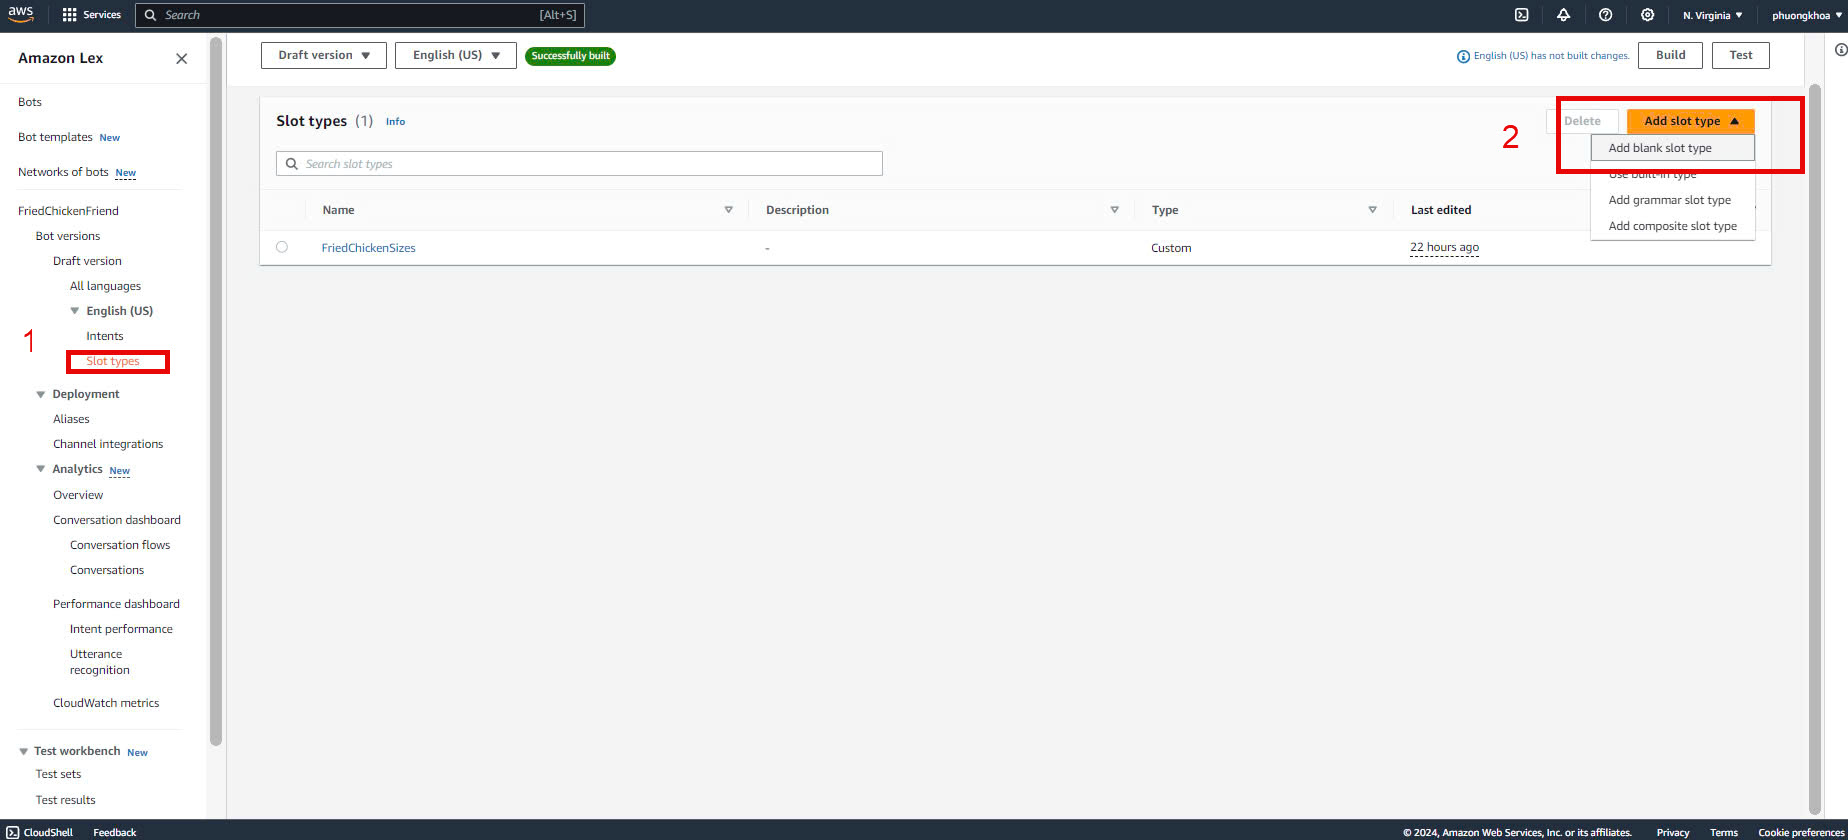 aws
Services
Search
[Alt+S]
N. Virginia
phuongkhoa
Amazon Lex
Bots
Bot templates New
Networks of bots New
FriedChickenFriend
Bot versions
Draft version
All languages
English (US)
Intents
1
Slot types
Deployment
Aliases
Channel integrations
Analytics New
Overview
Conversation dashboard
Conversation flows
Conversations
Performance dashboard
Intent performance
Utterance
recognition
CloudWatch metrics
Test workbench New
Test sets
Test results
Draft version
English (US)
Successfully built
English (US) has not built changes.
Build
Test
Slot types (1) Info
2
Delete
Add slot type
Add blank slot type
Use built-in type
Add grammar slot type
Add composite slot type
Search slot types
Name
Description
Type
Last edited
FriedChickenSizes
-
Custom
22 hours ago
CloudShell
Feedback
© 2024, Amazon Web Services, Inc. or its affiliates.
Privacy
Terms
Cookie preferences